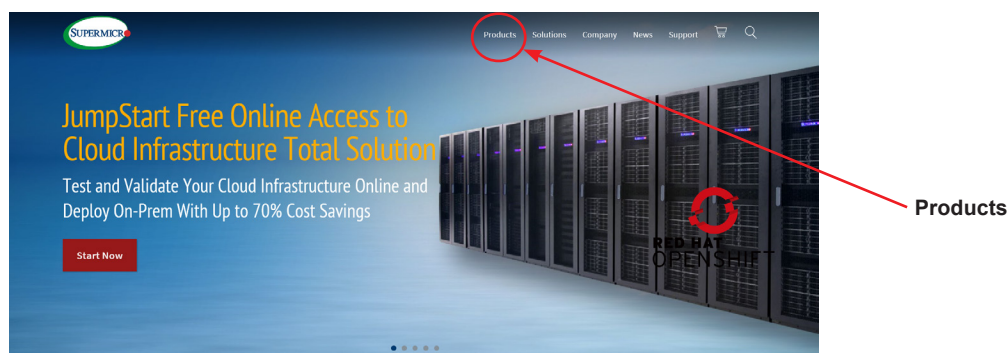 SUPERMICR
Products Solutions Company News Support
JumpStart Free Online Access to
Cloud Infrastructure Total Solution
Test and Validate Your Cloud Infrastructure Online and
Deploy On-Prem With Up to 70% Cost Savings
Products
RED HAT
OPENSHIFT
Start Now